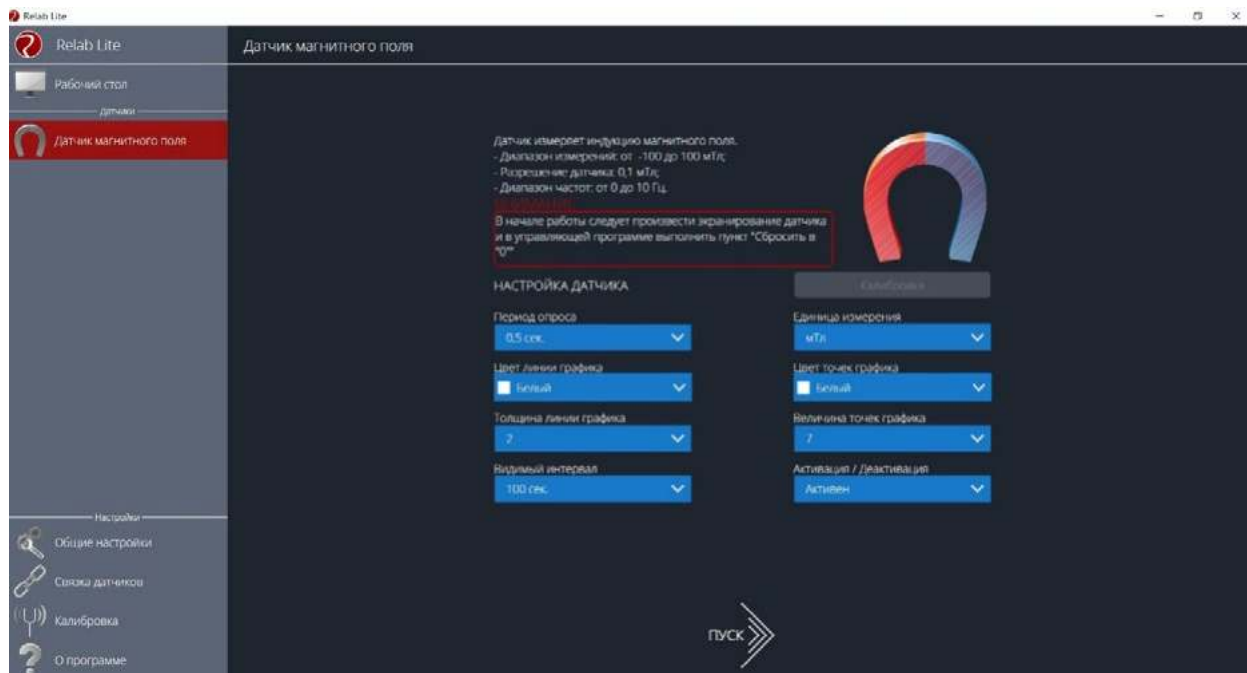 Relab Lite
Relab Lite
Датчик магнитного поля
Рабочий стол
Датчики
Датчик магнитного поля
Датчик измеряет индукцию магнитного поля.
- Диапазон измерений: от -100 до 100 мТл;
- Разрешение датчика: 0,1 мТл;
- Диапазон частот: от 0 до 10 Гц.
В начале работы следует произвести экранирование датчика
и в управляющей программе выполнить пункт "Сбросить в
"0""
НАСТРОЙКА ДАТЧИКА
Калибровка
Период опроса
Единица измерения
0,5 сек.
мТл
Цвет линии графика
Цвет точек графика
Белый
Белый
Толщина линии графика
Величина точек графика
2
7
Видимый интервал
Активация / Деактивация
100 сек.
Активен
Настройки
Общие настройки
Связка датчиков
Калибровка
О программе
ПУСК